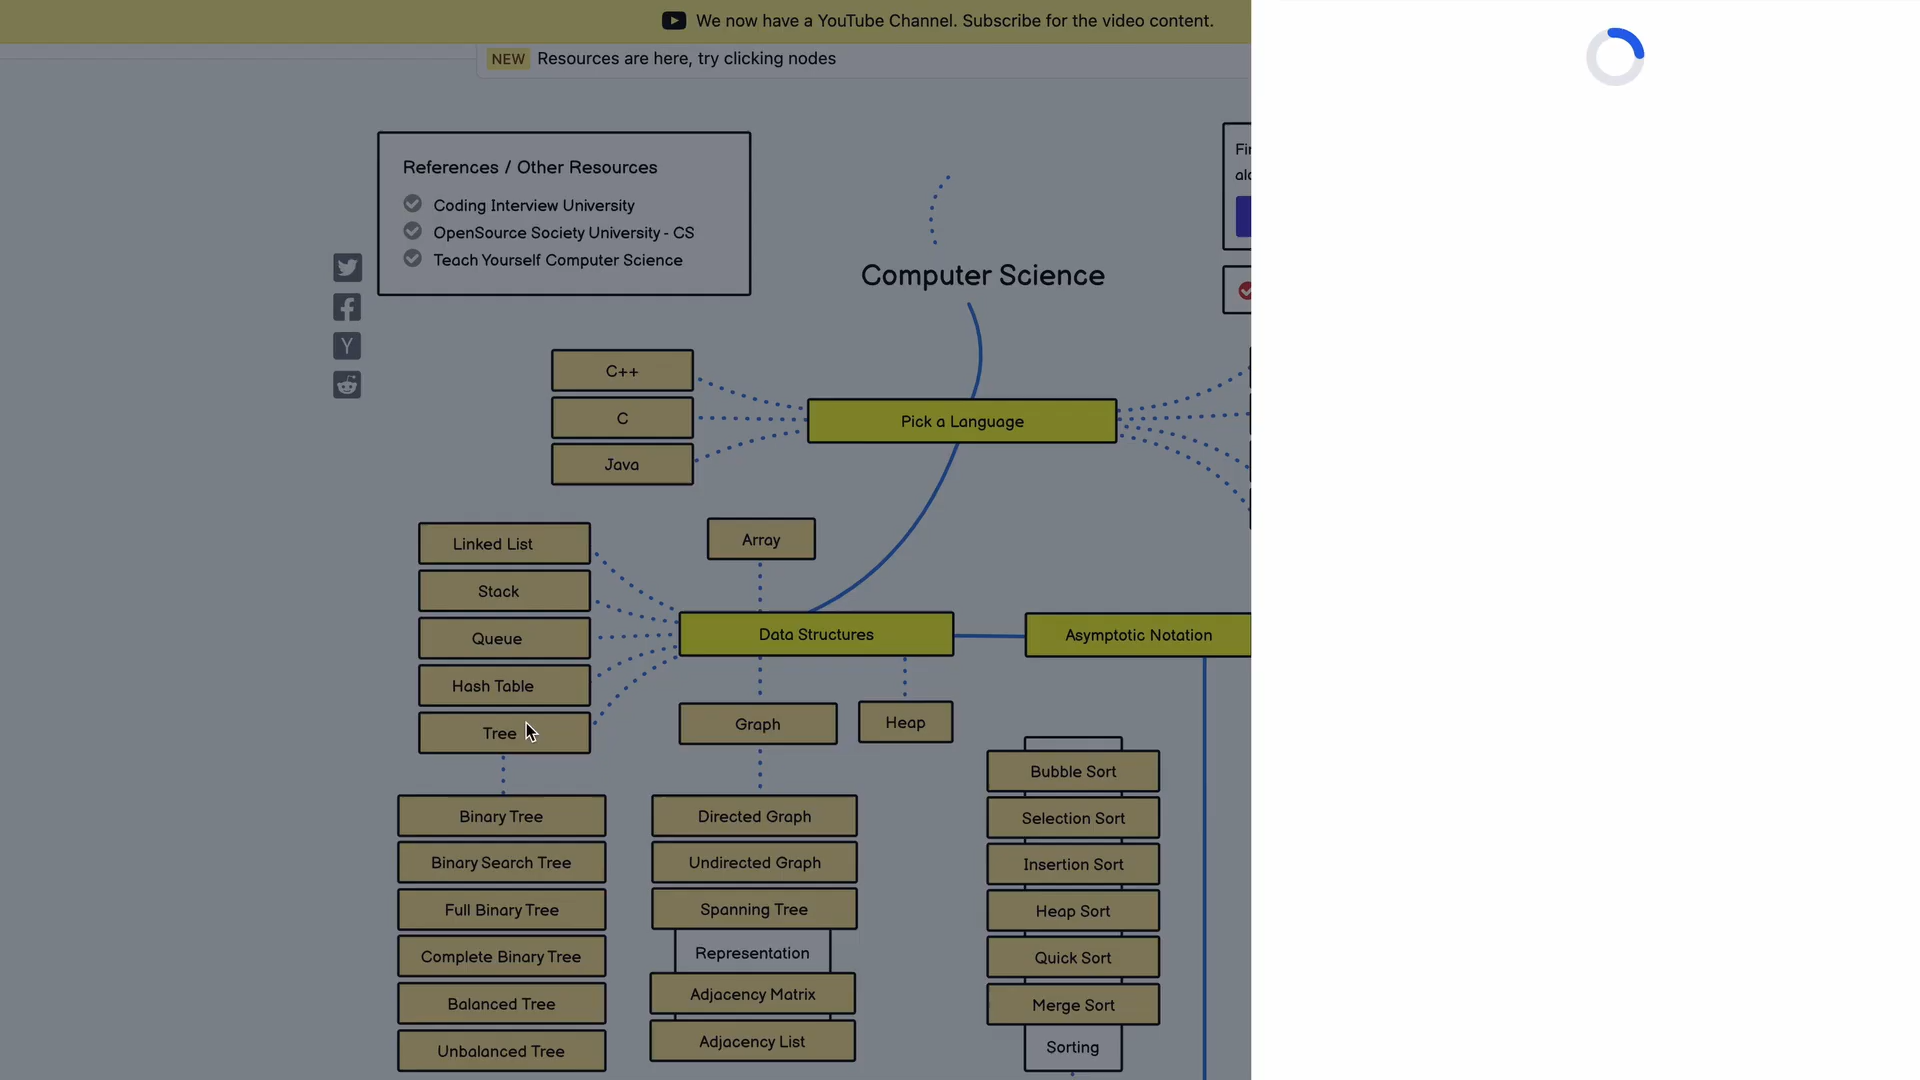 We now have a YouTube Channel. Subscribe for the video content.
NEW Resources are here, try clicking nodes
References / Other Resources
Coding Interview University
OpenSource Society University - CS
Teach Yourself Computer Science
Computer Science
C++
C
Java
Pick a Language
Linked List
Stack
Queue
Hash Table
Tree
Array
Data Structures
Asymptotic Notation
Graph
Heap
Binary Tree
Binary Search Tree
Full Binary Tree
Complete Binary Tree
Balanced Tree
Unbalanced Tree
Directed Graph
Undirected Graph
Spanning Tree
Representation
Adjacency Matrix
Adjacency List
Bubble Sort
Selection Sort
Insertion Sort
Heap Sort
Quick Sort
Merge Sort
Sorting